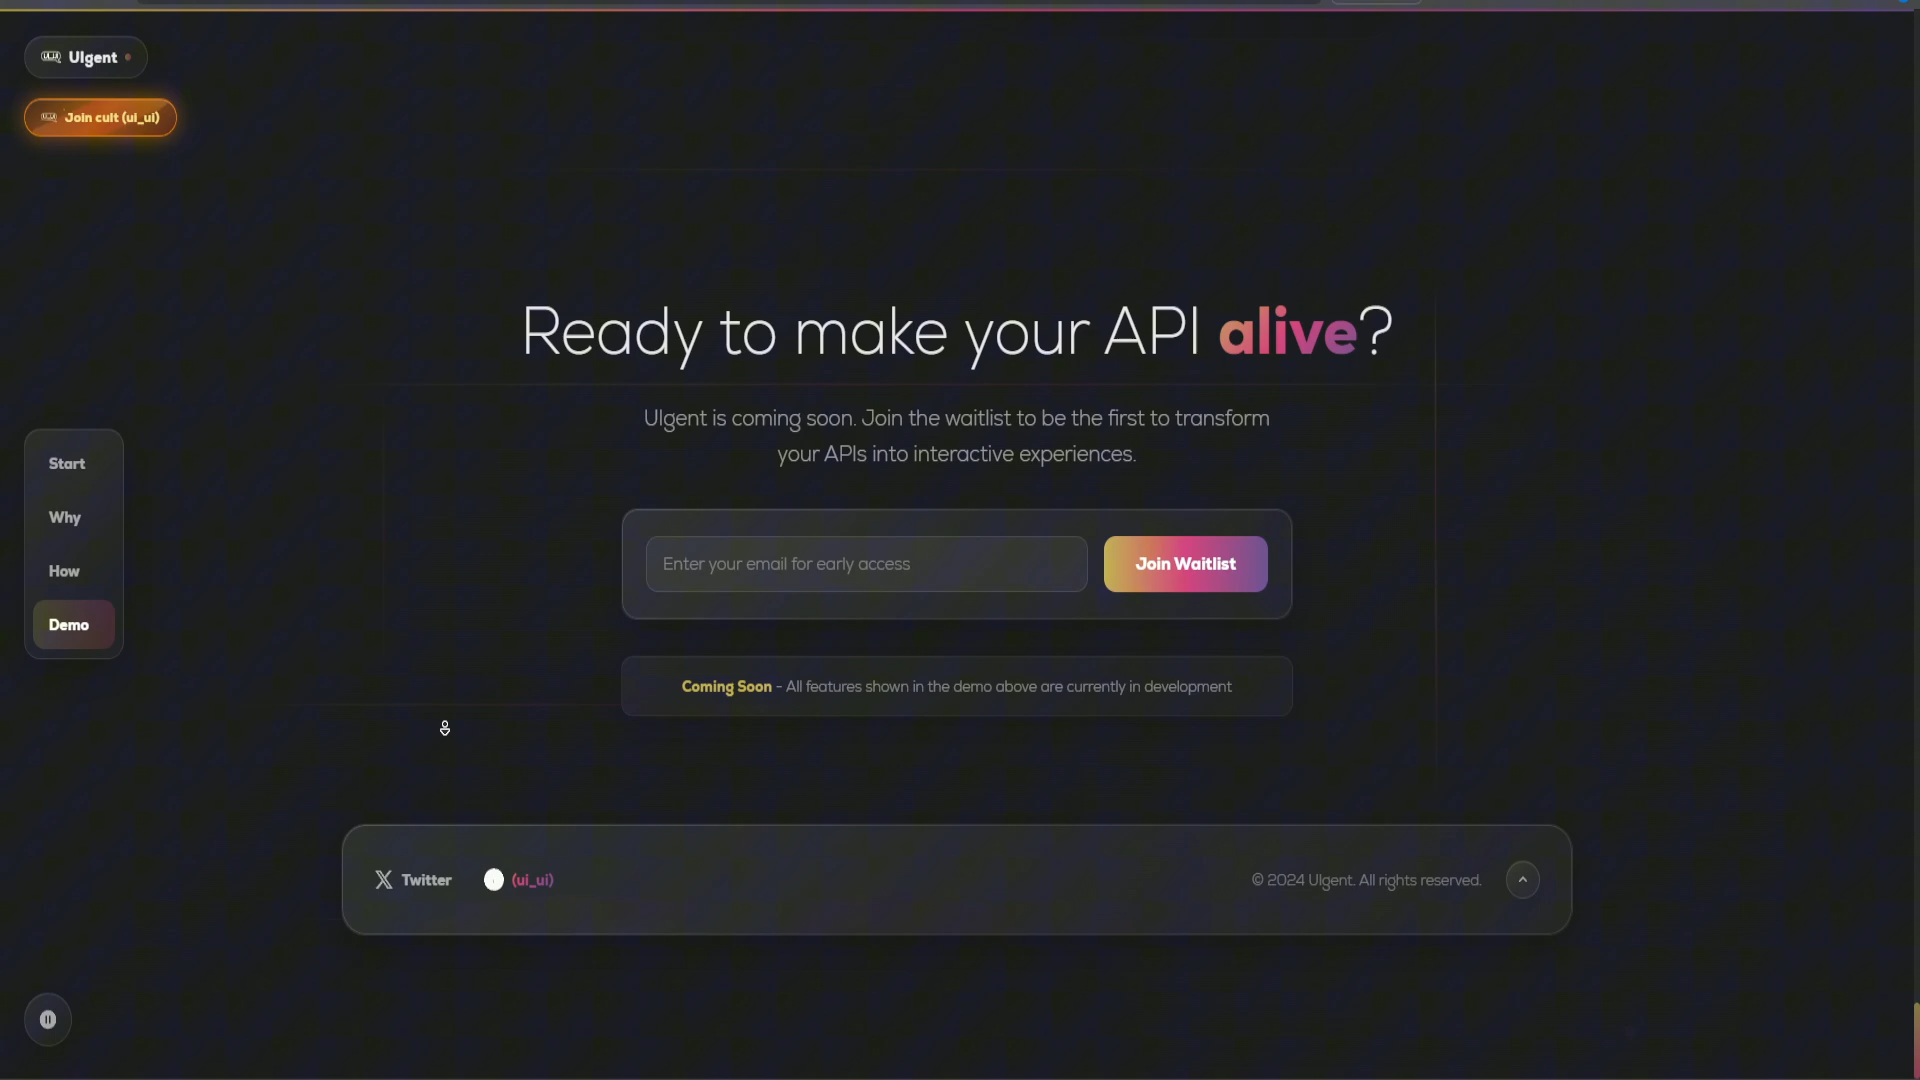 UIgent
Join cult (ui_ui)
Ready to make your API alive?
UIgent is coming soon. Join the waitlist to be the first to transform
your APIs into interactive experiences.
Start
Why
How
Demo
Enter your email for early access
Join Waitlist
Coming Soon - All features shown in the demo above are currently in development
Twitter
(ui_ui)
© 2024 UIgent. All rights reserved.